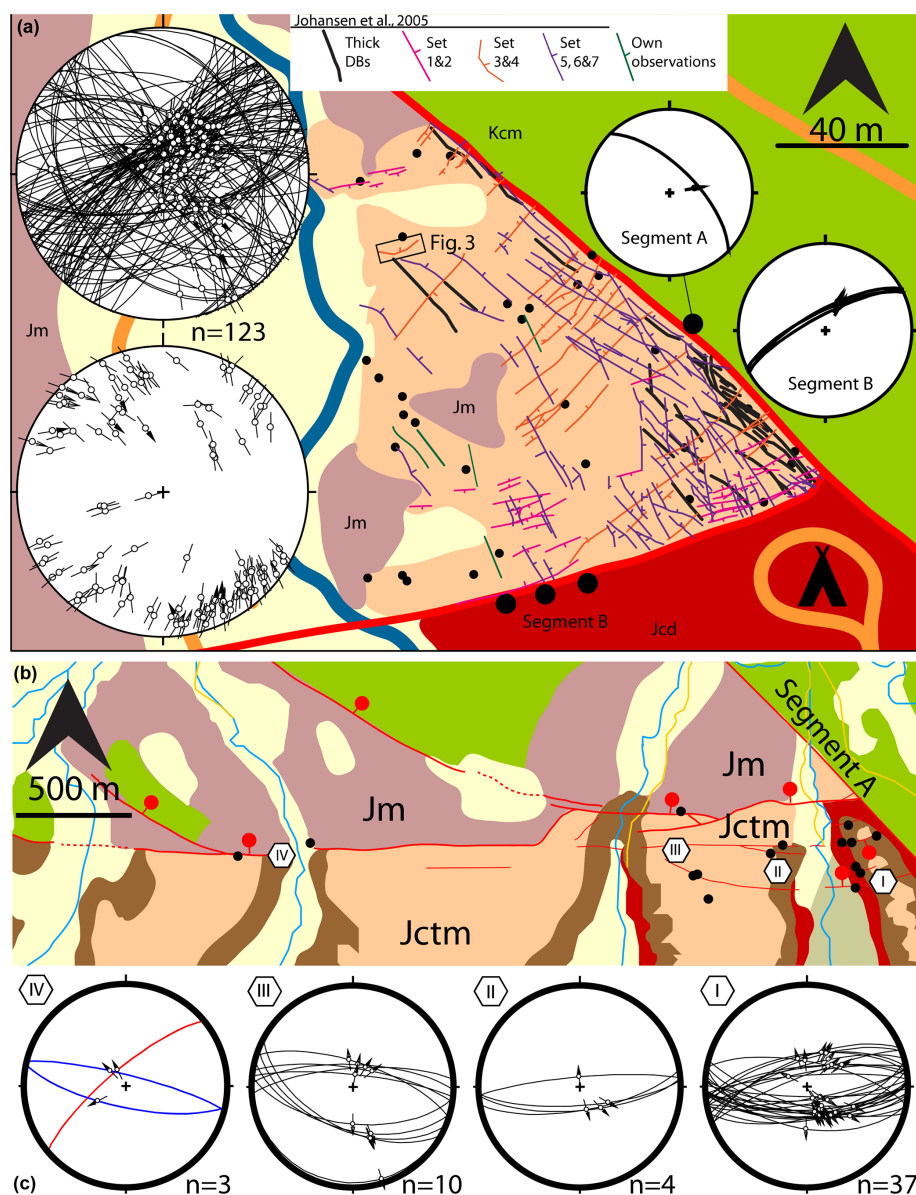 (a)
Johansen et al., 2005
Thick DBs
Set 1&2
Set 3&4
Set 5, 6&7
Own observations
40 m
Kcm
Segment A
Fig. 3
Segment B
Jm
n=123
Jm
Jm
Segment B
Jcd
(b)
500 m
Segment A
Jm
Jm
Jctm
IV
III
II
I
Jctm
IV
III
II
I
(c)
n=3
n=10
n=4
n=37